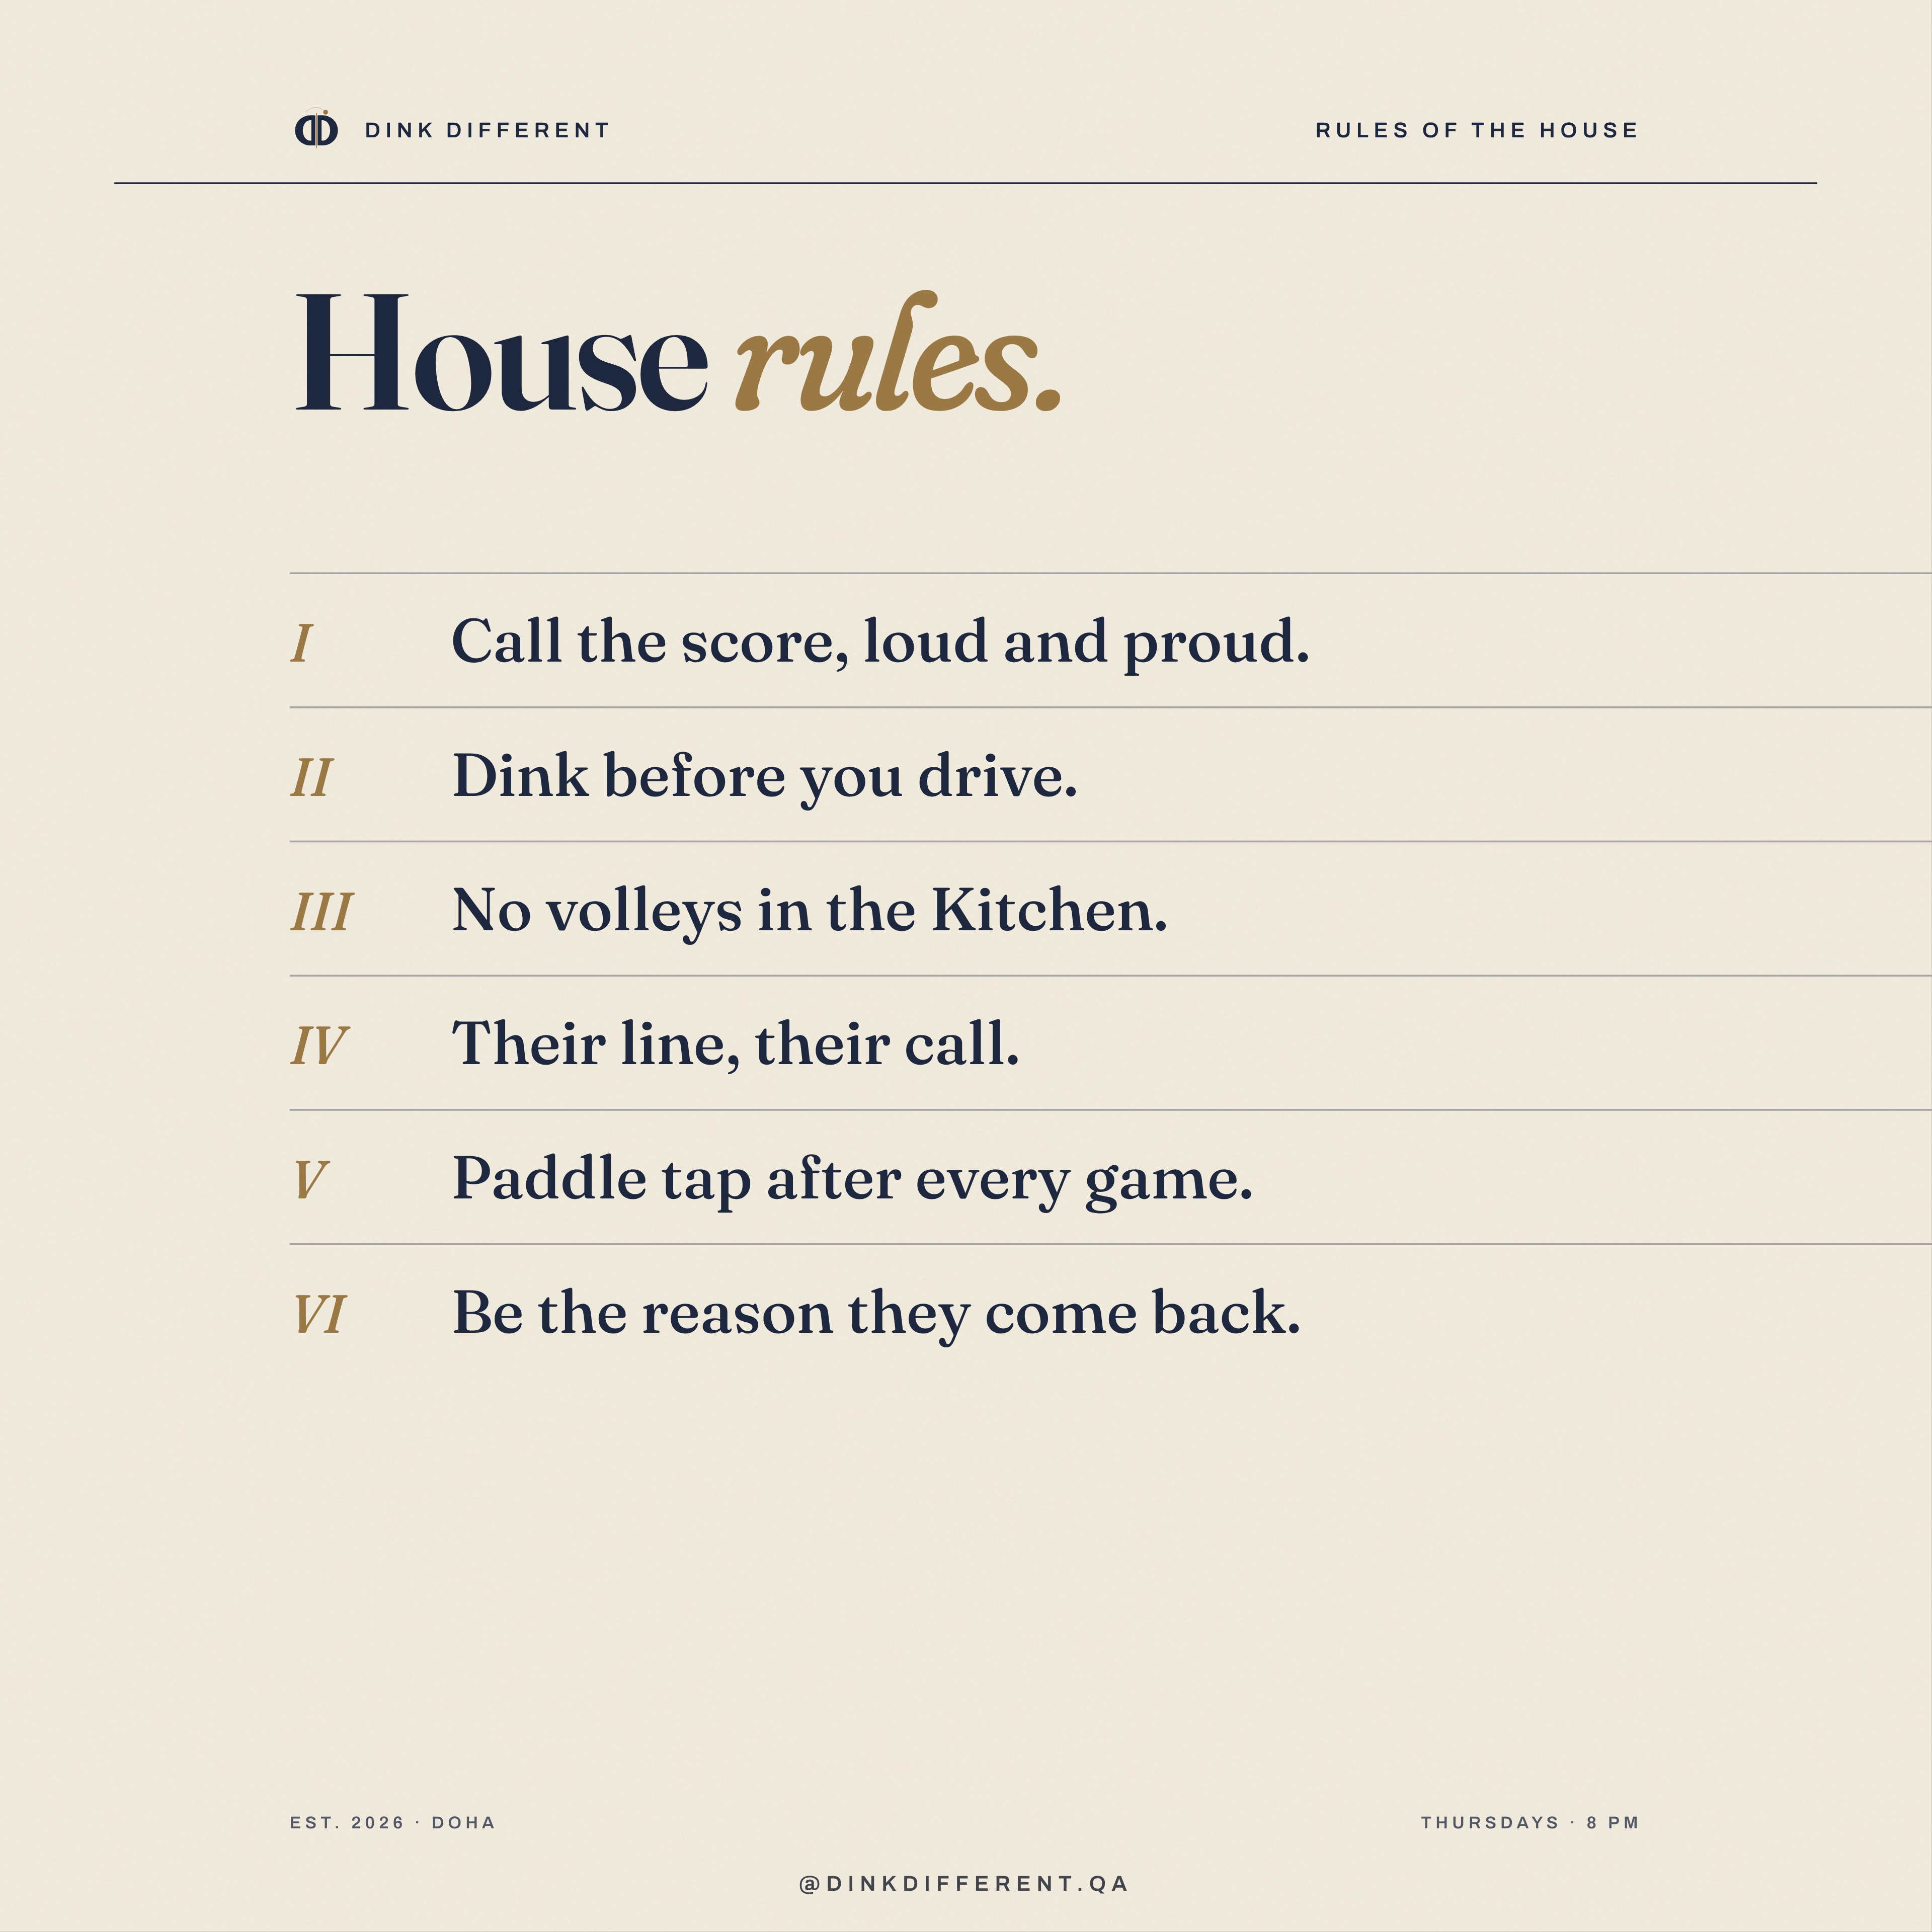 DINK DIFFERENT
RULES OF THE HOUSE
House rules.
I Call the score, loud and proud.
II Dink before you drive.
III No volleys in the Kitchen.
IV Their line, their call.
V Paddle tap after every game.
VI Be the reason they come back.
EST. 2026 · DOHA
THURSDAYS · 8 PM
@DINKDIFFERENT.QA